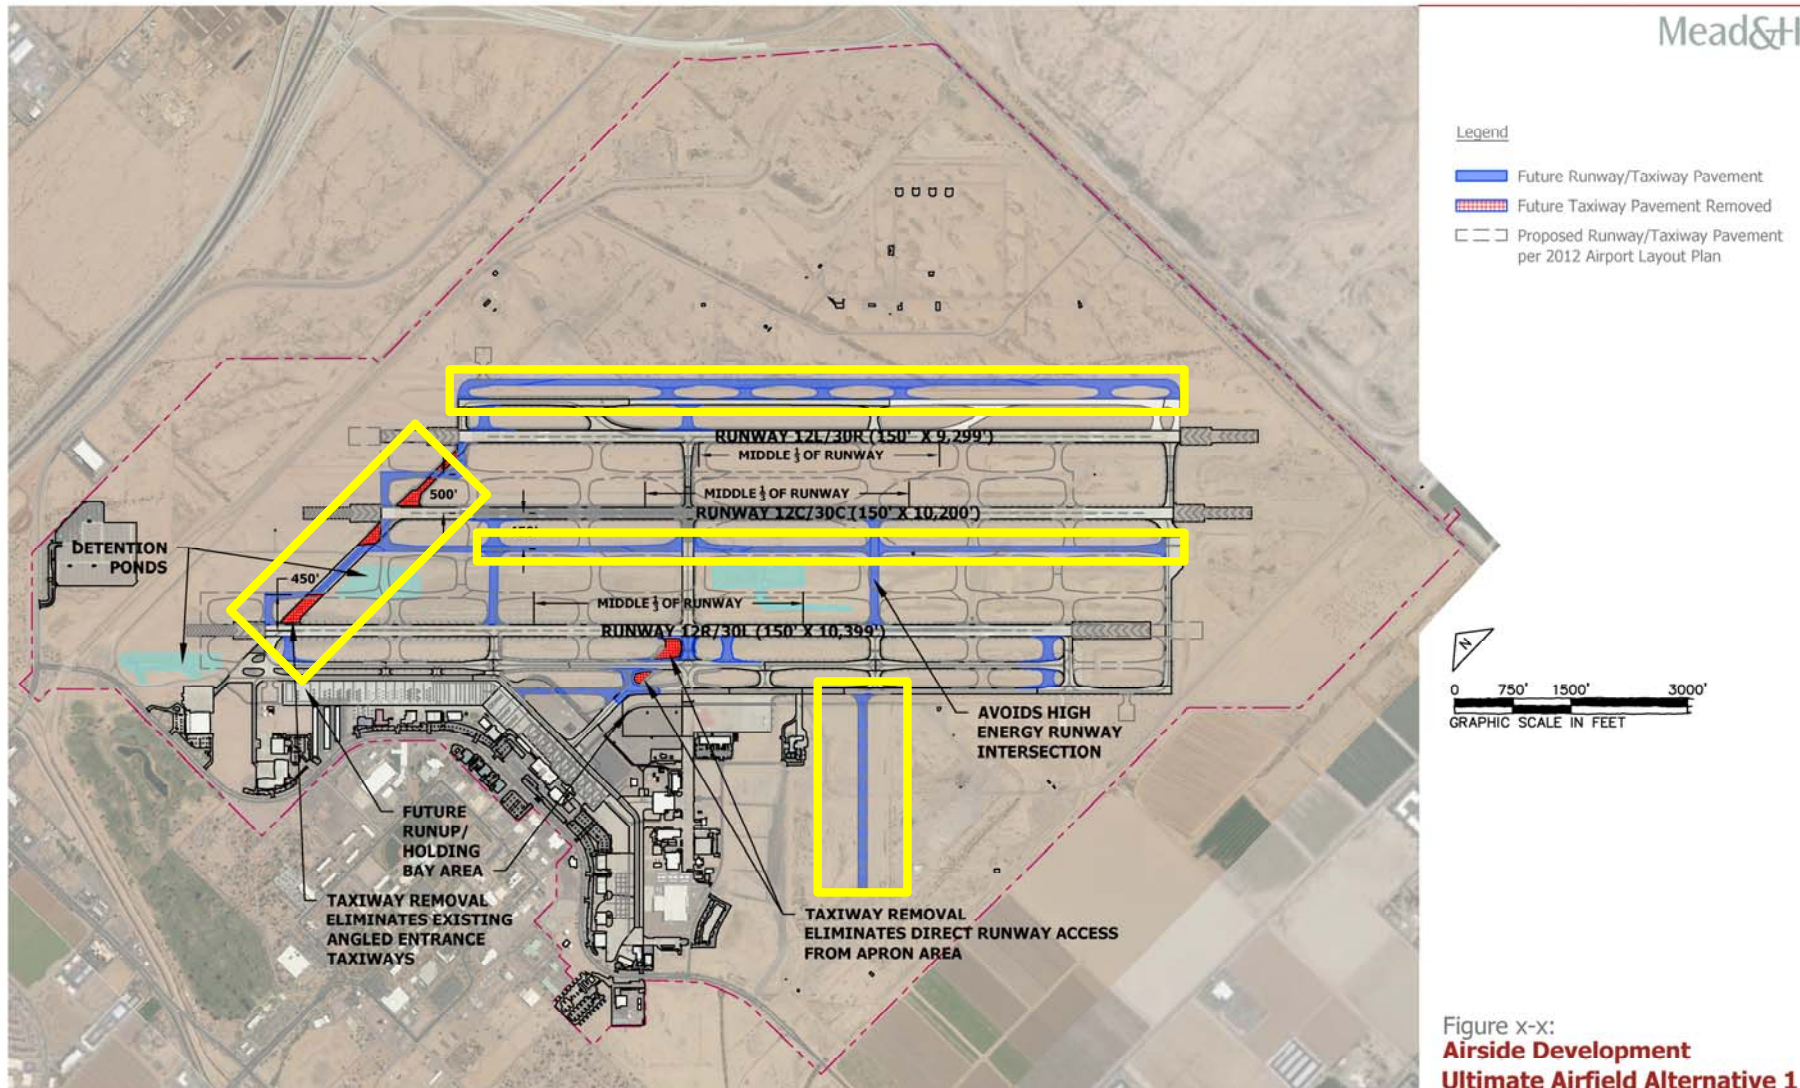 Mead&H
Legend
Future Runway/Taxiway Pavement
Future Taxiway Pavement Removed
Proposed Runway/Taxiway Pavement
per 2012 Airport Layout Plan
RUNWAY 12L/30R (150' X 9,299')
MIDDLE ⅓ OF RUNWAY
500'
MIDDLE ⅓ OF RUNWAY
RUNWAY 12C/30C (150' X 10,200')
DETENTION
PONDS
450'
MIDDLE ⅓ OF RUNWAY
RUNWAY 12R/30L (150' X 10,399')
N
0 750' 1500' 3000'
GRAPHIC SCALE IN FEET
AVOIDS HIGH
ENERGY RUNWAY
INTERSECTION
FUTURE
RUNUP/
HOLDING
BAY AREA
TAXIWAY REMOVAL
ELIMINATES EXISTING
ANGLED ENTRANCE
TAXIWAYS
TAXIWAY REMOVAL
ELIMINATES DIRECT RUNWAY ACCESS
FROM APRON AREA
Figure x-x:
Airside Development
Ultimate Airfield Alternative 1